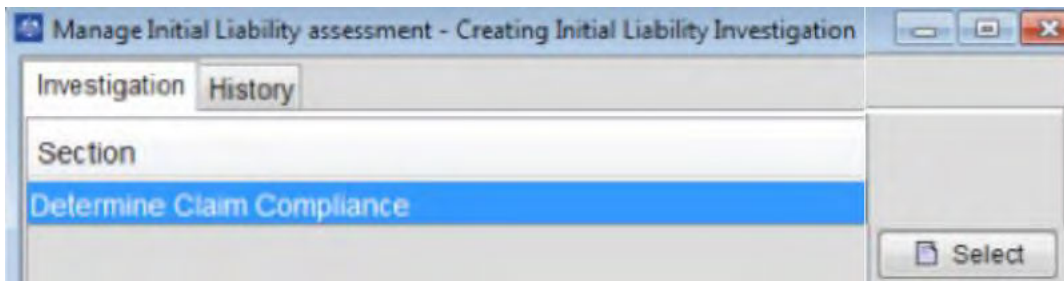 Manage Initial Liability assessment - Creating Initial Liability Investigation
Investigation History
Section
Determine Claim Compliance
Select